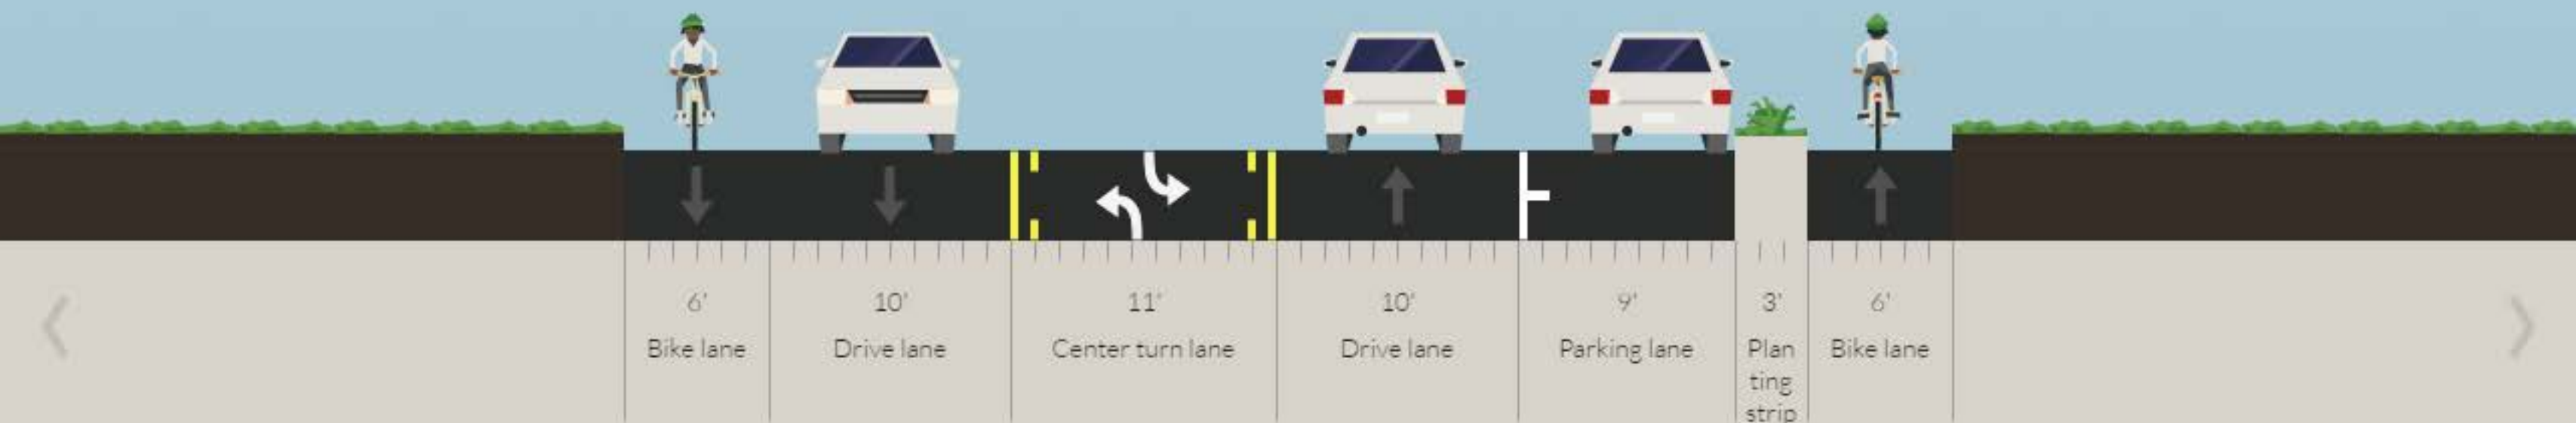 6' 10' 11' 10' 9' 3' 6'
Bike lane Drive lane Center turn lane Drive lane Parking lane Plan Bike lane
ting
strip